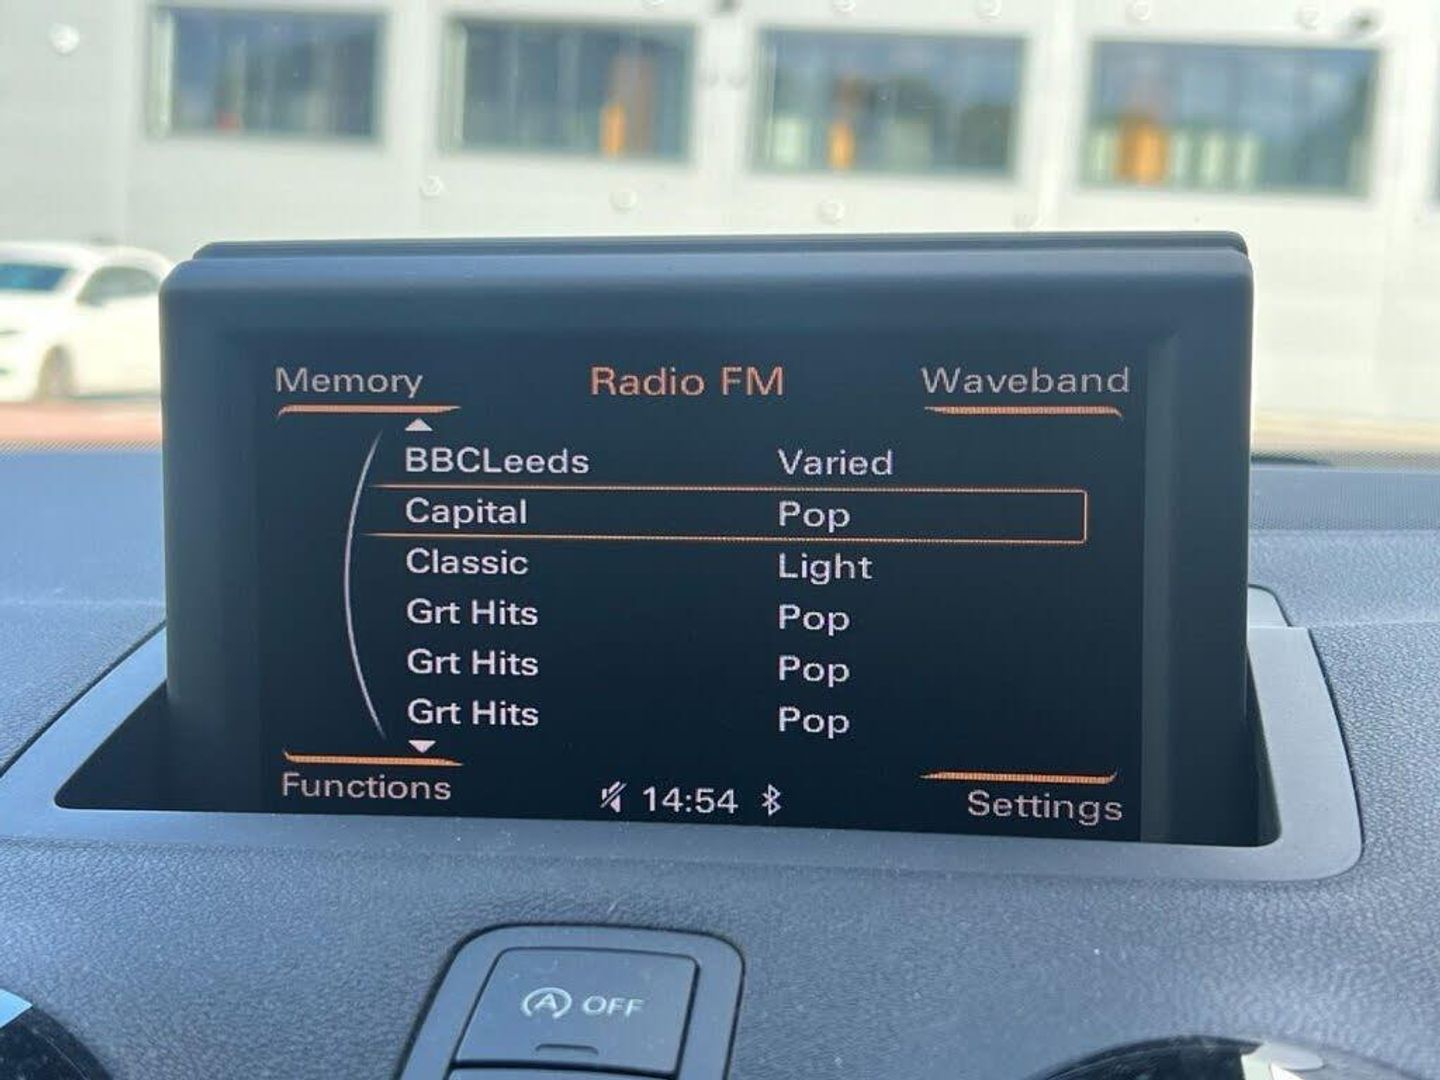 Memory Radio FM Waveband
BBCLeeds Varied
Capital Pop
Classic Light
Grt Hits Pop
Grt Hits Pop
Grt Hits Pop
Functions 14:54 Settings
A OFF